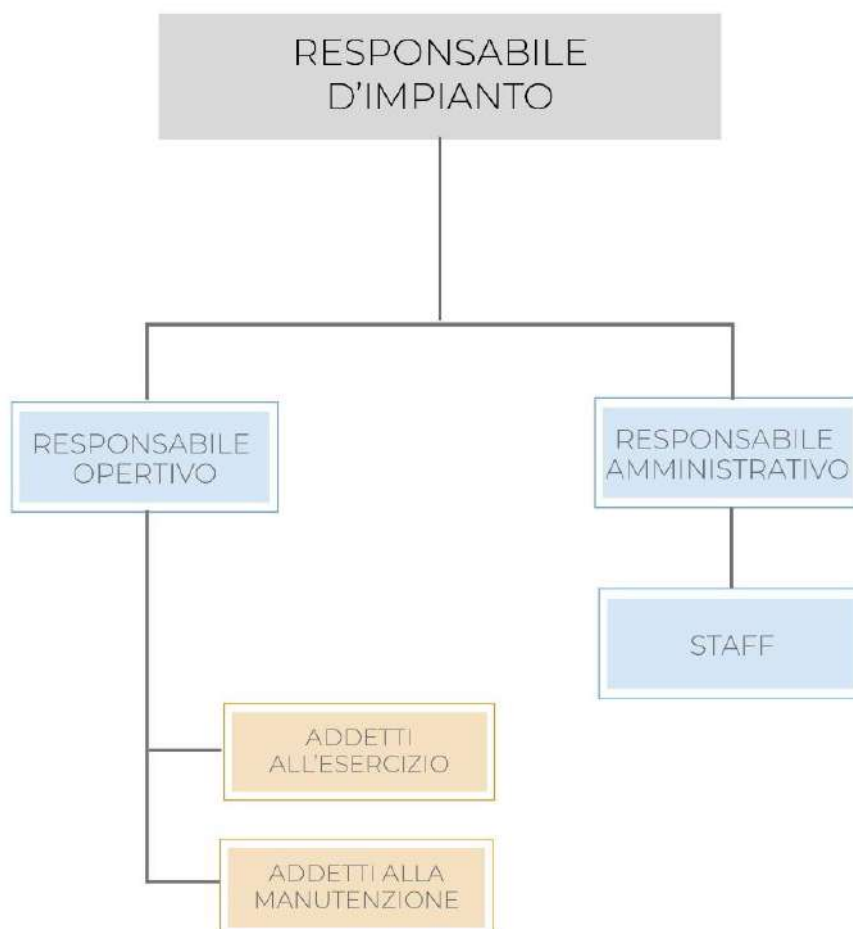 RESPONSABILE
D'IMPIANTO
RESPONSABILE
OPERTIVO
RESPONSABILE
AMMINISTRATIVO
STAFF
ADDETTI
ALL'ESERCIZIO
ADDETTI ALLA
MANUTENZIONE